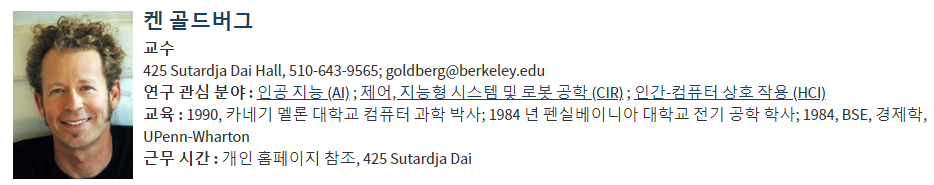 켄 골드버그
교수
425 Sutardja Dai Hall, 510-643-9565; goldberg@berkeley.edu
연구 관심 분야 : 인공 지능 (AI) ; 제어, 지능형 시스템 및 로봇 공학 (CIR) ; 인간-컴퓨터 상호 작용 (HCI)
교육 : 1990, 카네기 멜론 대학교 컴퓨터 과학 박사; 1984 년 펜실베이니아 대학교 전기 공학 학사; 1984, BSE, 경제학,
UPenn-Wharton
근무 시간 : 개인 홈페이지 참조, 425 Sutardja Dai